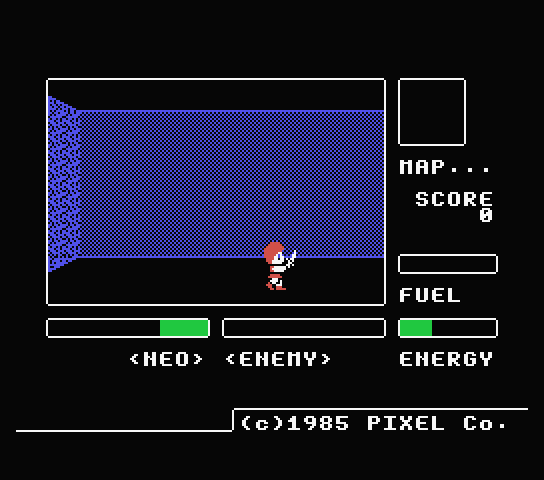 MAP...
SCORE
0
FUEL
<NEO> <ENEMY> ENERGY
(c)1985 PIXEL Co.